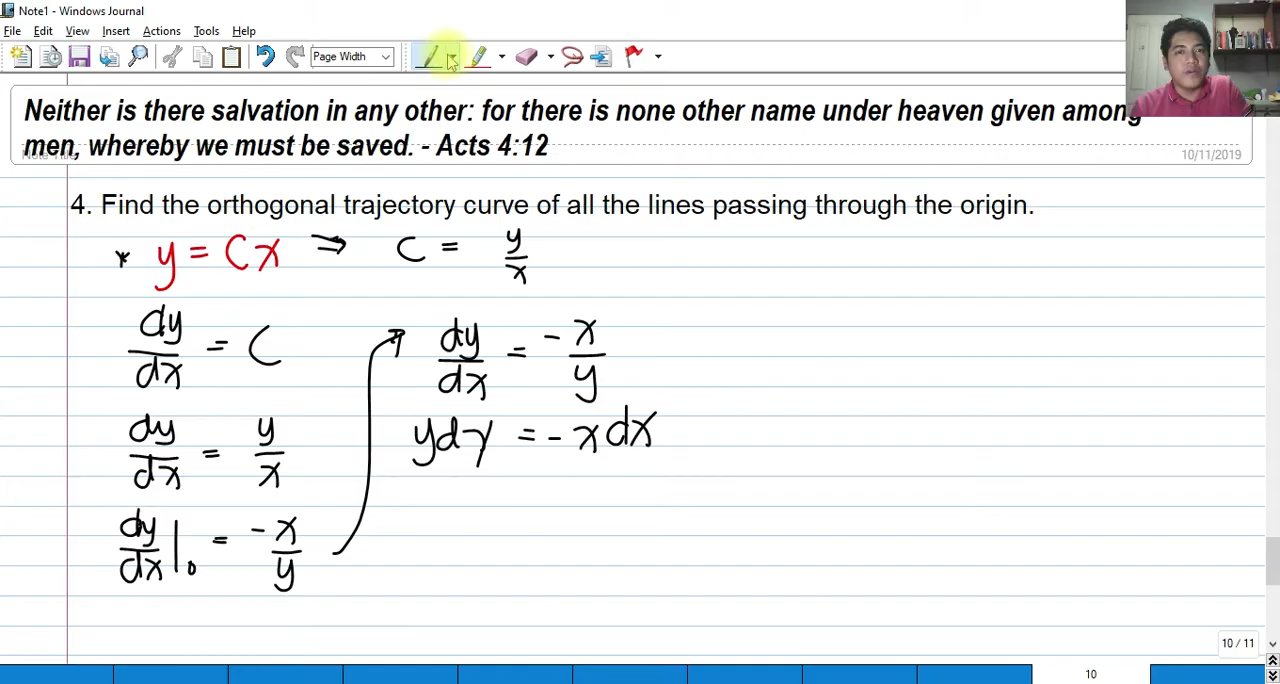 Note1 - Windows Journal
File Edit View Insert Actions Tools Help
Page Width
Neither is there salvation in any other: for there is none other name under heaven given among
men, whereby we must be saved. - Acts 4:12
Note Title
10/11/2019
4. Find the orthogonal trajectory curve of all the lines passing through the origin.
* y = Cx ⇒ C = y/x
dy/dx = C
dy/dx = y/x
dy/dx|o = -x/y
dy/dx = -x/y
ydy = -xdx
10 / 11
10